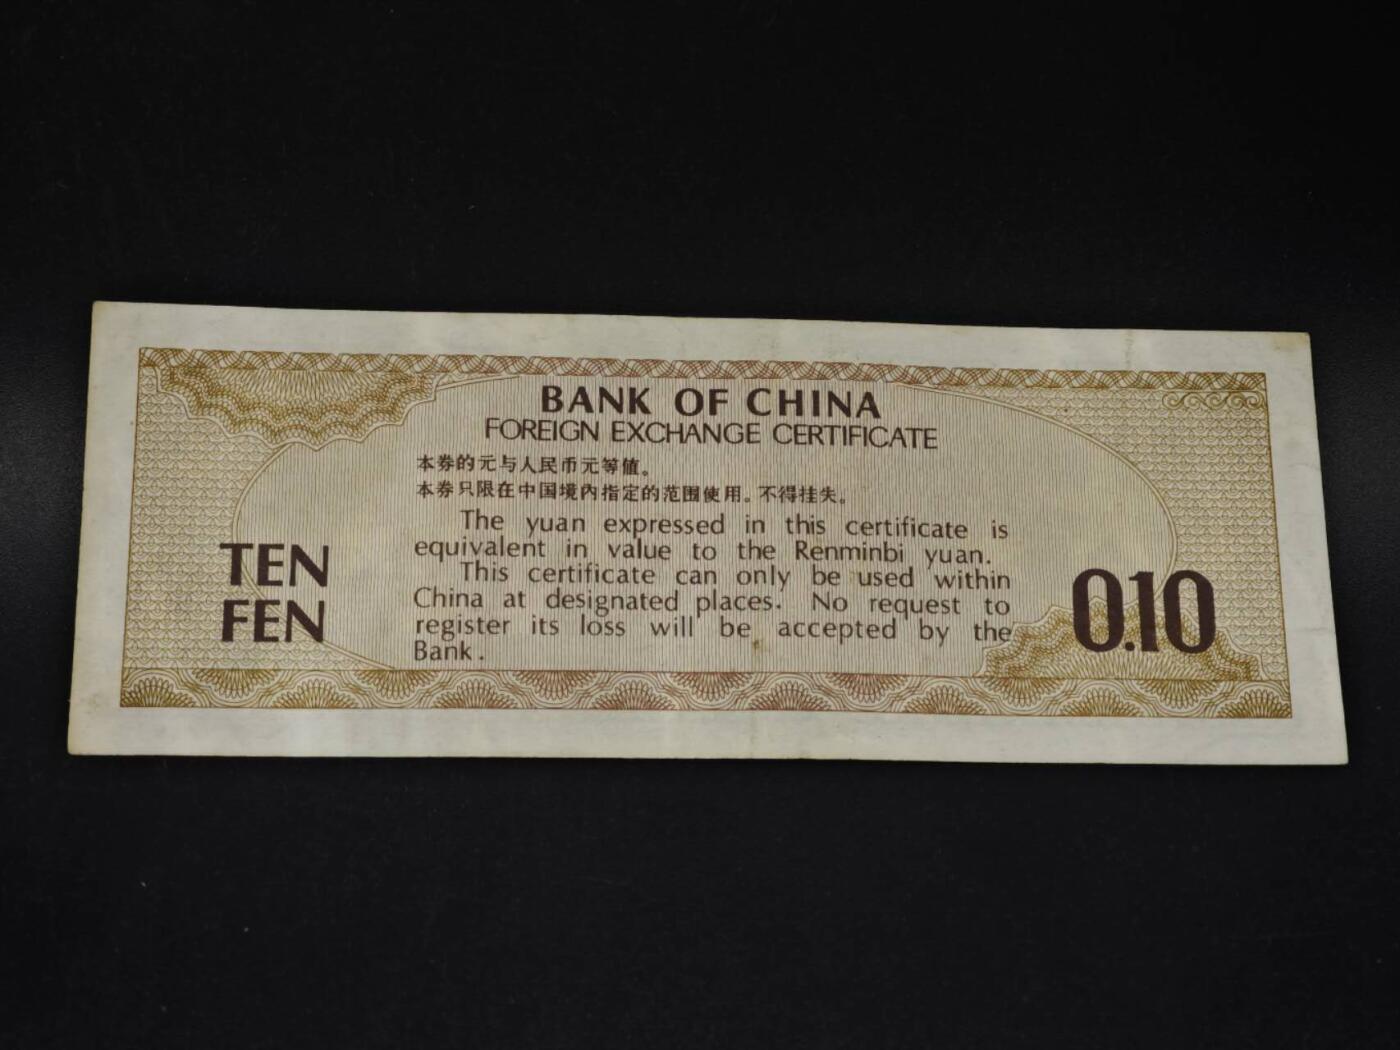 BANK OF CHINA
FOREIGN EXCHANGE CERTIFICATE
本券的元与人民币元等值。
本券只限在中国境内指定的范围使用。不得挂失。
The yuan expressed in this certificate is
equivalent in value to the Renminbi yuan.
This certificate can only be used within
China at designated places. No request to
register its loss will be accepted by the
Bank.
TEN
FEN
0.10